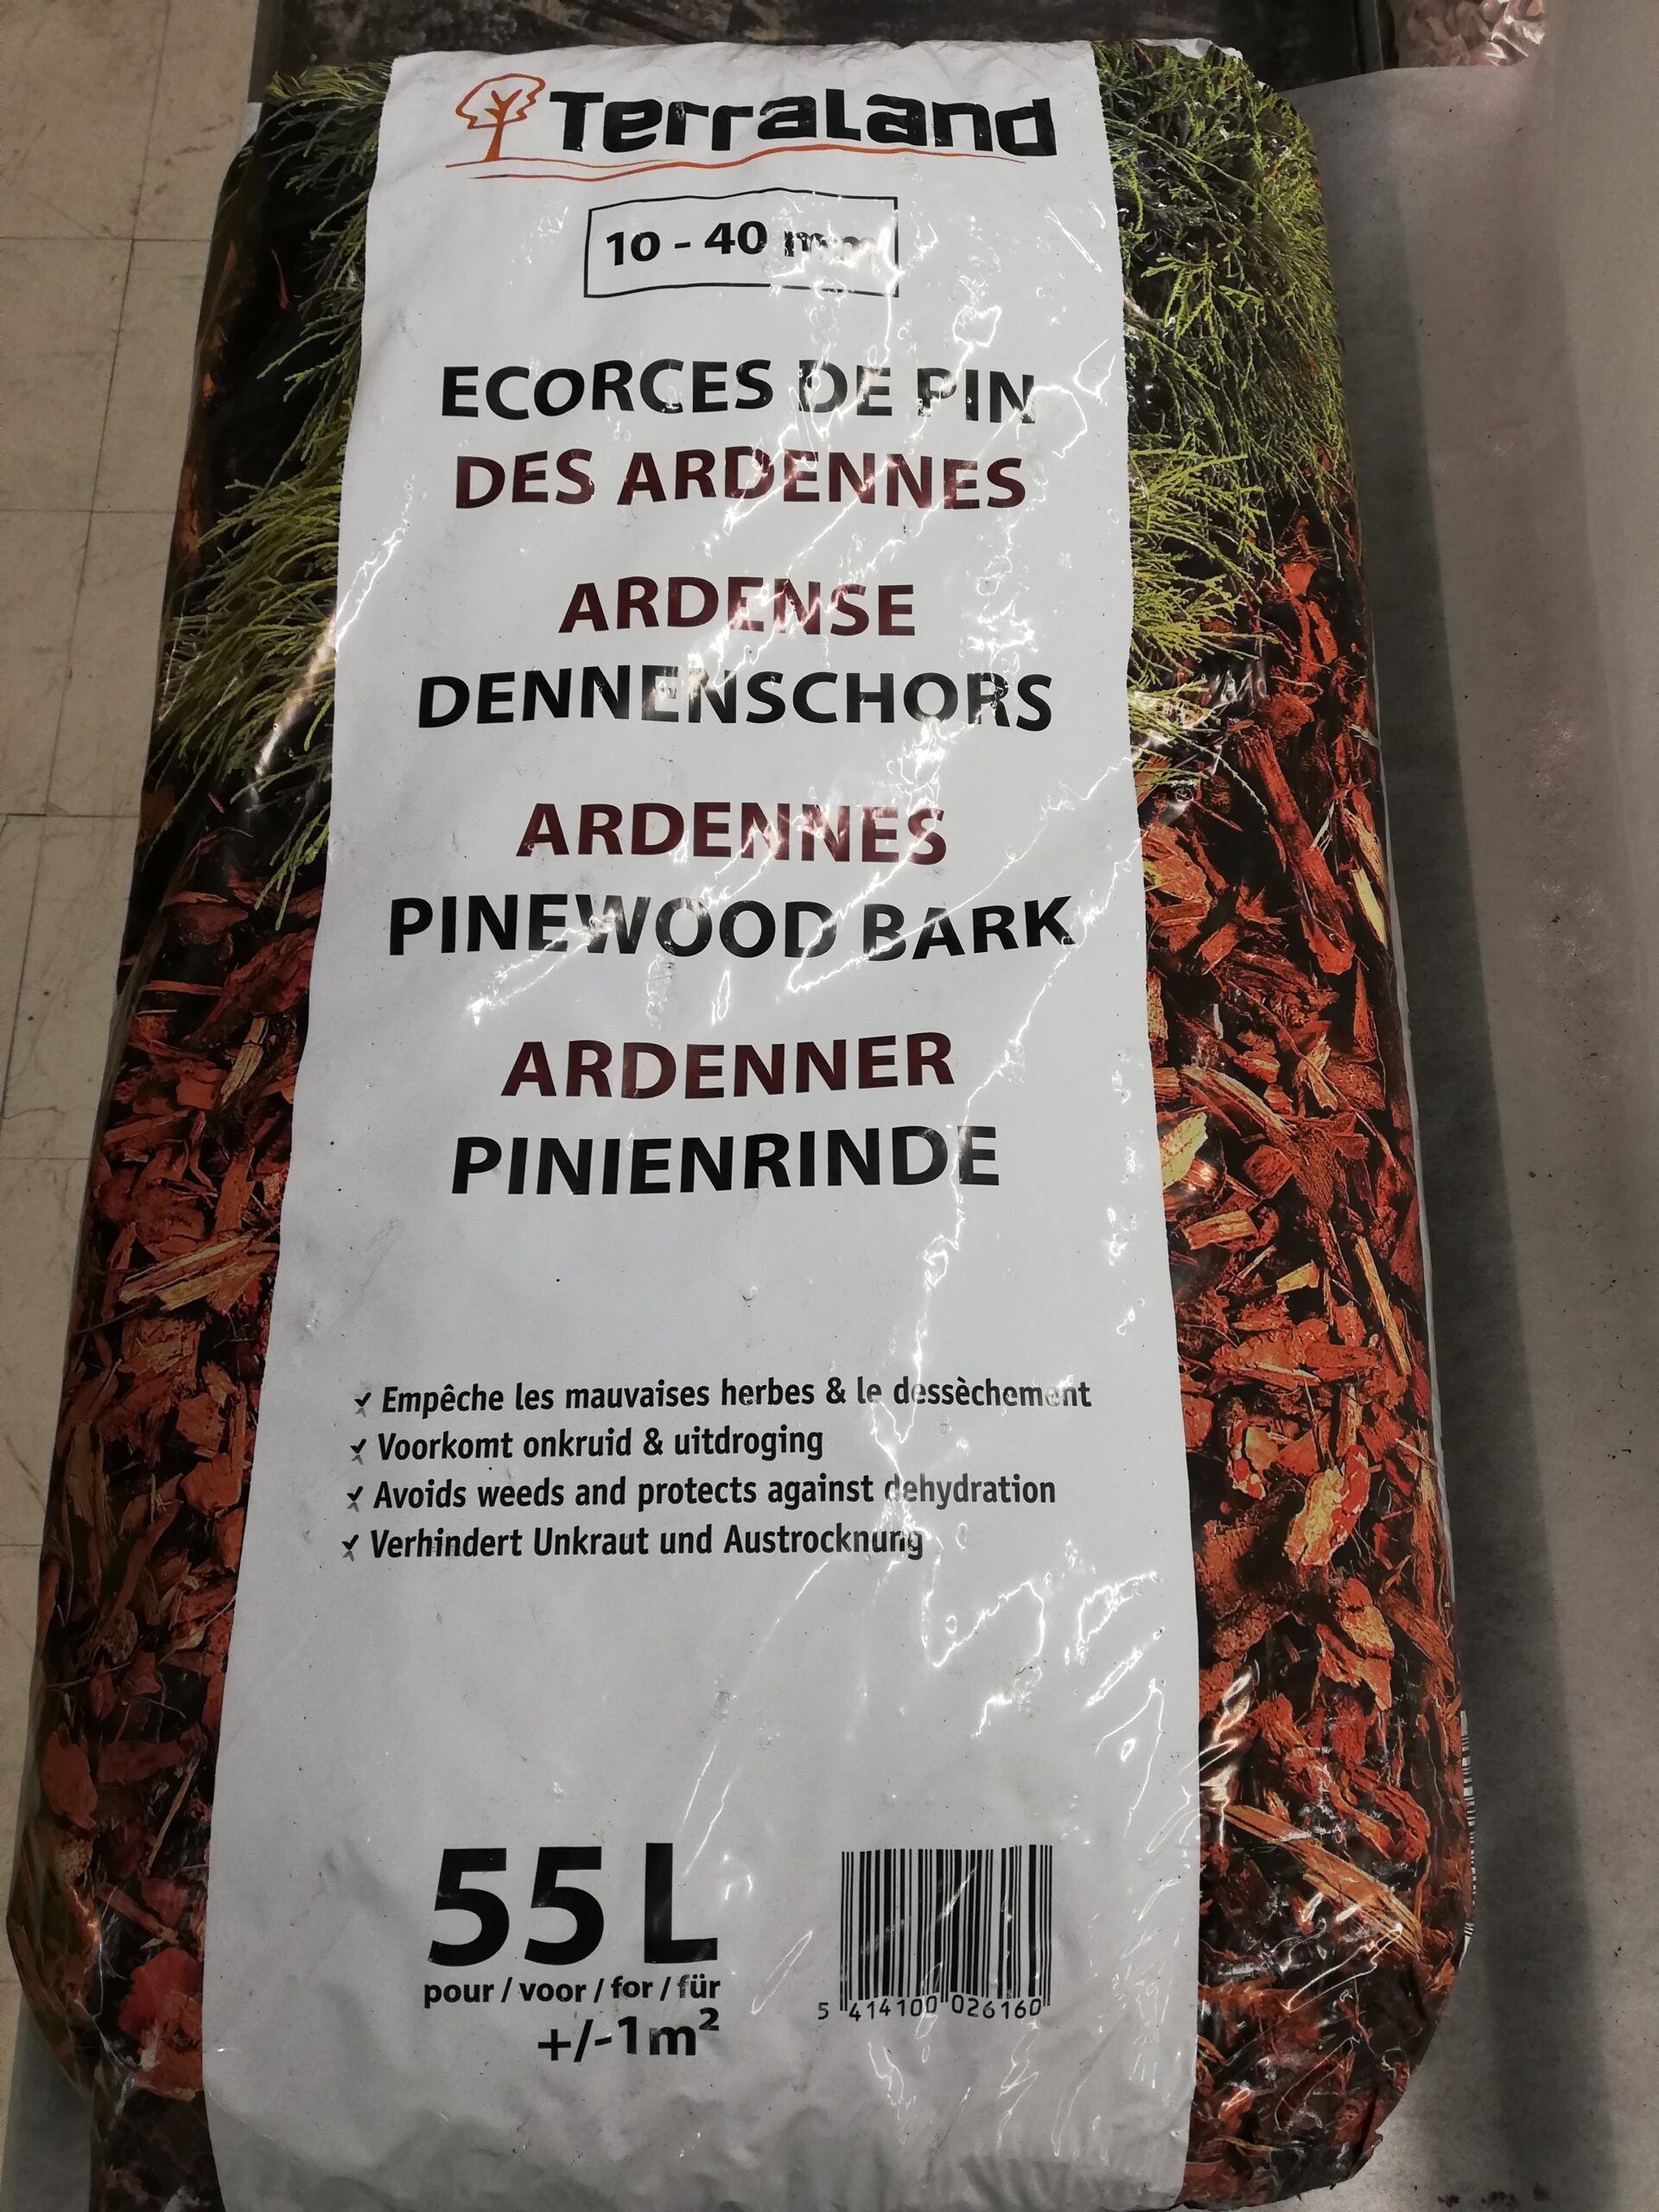 Terraland
10 - 40 mm
ECORCES DE PIN
DES ARDENNES
ARDENSE
DENNENSCHORS
ARDENNES
PINEWOOD BARK
ARDENNER
PINIENRINDE
✓ Empêche les mauvaises herbes & le dessèchement
✓ Voorkomt onkruid & uitdroging
✓ Avoids weeds and protects against dehydration
✓ Verhindert Unkraut und Austrocknung
55 L
pour / voor / for / für
+/-1m²
5 414100 026160